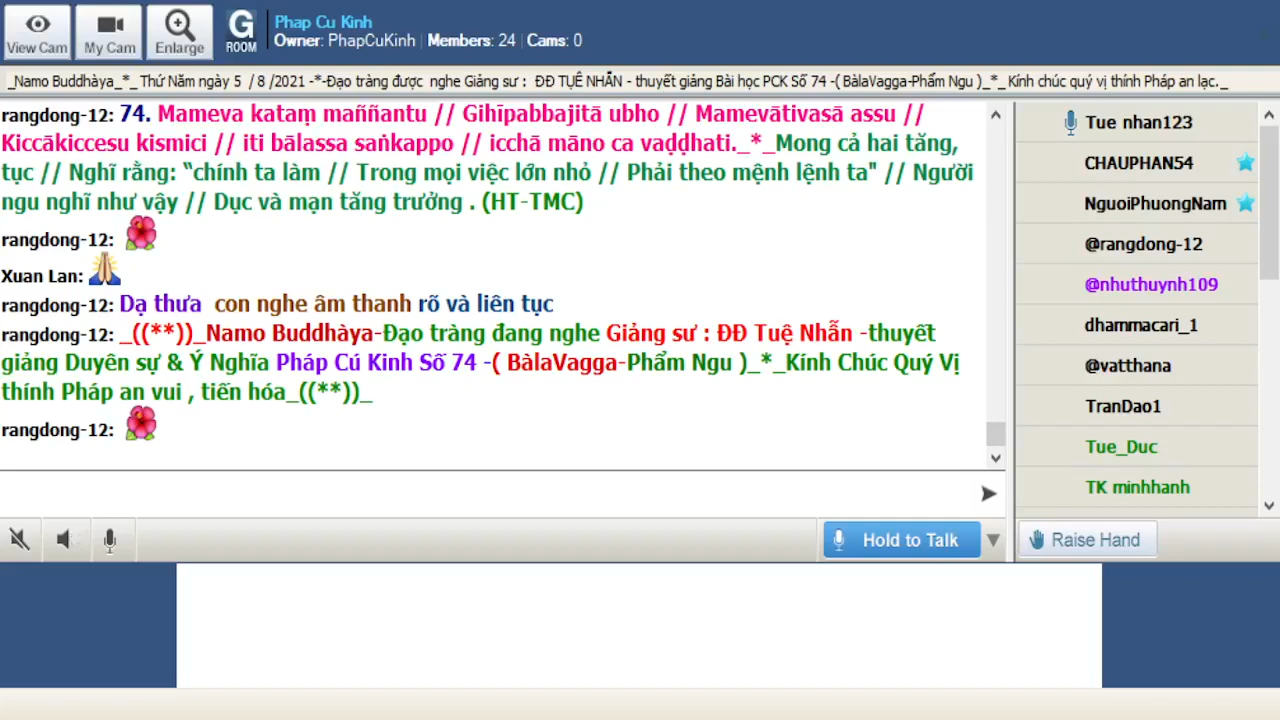 View Cam
My Cam
Enlarge
G
ROOM
Phap Cu Kinh
Owner: PhapCuKinh | Members: 24 | Cams: 0
_Namo Buddhàya_*_ Thứ Năm ngày 5 / 8 /2021 -*-Đạo tràng được nghe Giảng sư : ĐĐ TUỆ NHẪN - thuyết giảng Bài học PCK Số 74 -( BàlaVagga-Phẩm Ngu )_*_ Kính chúc quý vị thính Pháp an lạc._
rangdong-12: 74. Mameva kataṃ maññantu // Gihīpabbajitā ubho // Mamevātivasā assu //
Kiccākiccesu kismici // iti bālassa saṅkappo // icchā māno ca vaḍḍhati._*_Mong cả hai tăng,
tục // Nghĩ rằng: “chính ta làm // Trong mọi việc lớn nhỏ // Phải theo mệnh lệnh ta" // Người
ngu nghĩ như vậy // Dục và mạn tăng trưởng . (HT-TMC)
rangdong-12:
Xuan Lan:
rangdong-12: Dạ thưa con nghe âm thanh rõ và liên tục
rangdong-12: _((**))_Namo Buddhàya-Đạo tràng đang nghe Giảng sư : ĐĐ Tuệ Nhẫn -thuyết
giảng Duyên sự & Ý Nghĩa Pháp Cú Kinh Số 74 -( BàlaVagga-Phẩm Ngu )_*_Kính Chúc Quý Vị
thính Pháp an vui , tiến hóa_((**))_
rangdong-12:
Tue nhan123
CHAUPHAN54
NguoiPhuongNam
@rangdong-12
@nhuthuynh109
dhammacari_1
@vatthana
TranDao1
Tue_Duc
TK minhhanh
Hold to Talk
Raise Hand